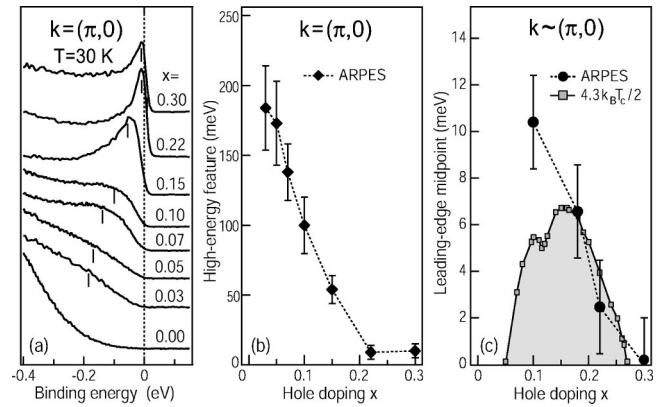 k=(π,0)
T=30 K
x=
0.30
0.22
0.15
0.10
0.07
0.05
0.03
0.00
(a)
-0.4 -0.2 0
Binding energy (eV)
k=(π,0)
ARPES
250
200
150
100
50
0
High-energy feature (meV)
(b)
0.0 0.1 0.2 0.3
Hole doping x
k~(π,0)
ARPES
4.3kBTc/2
14
12
10
8
6
4
2
0
Leading-edge midpoint (meV)
(c)
0.0 0.1 0.2 0.3
Hole doping x